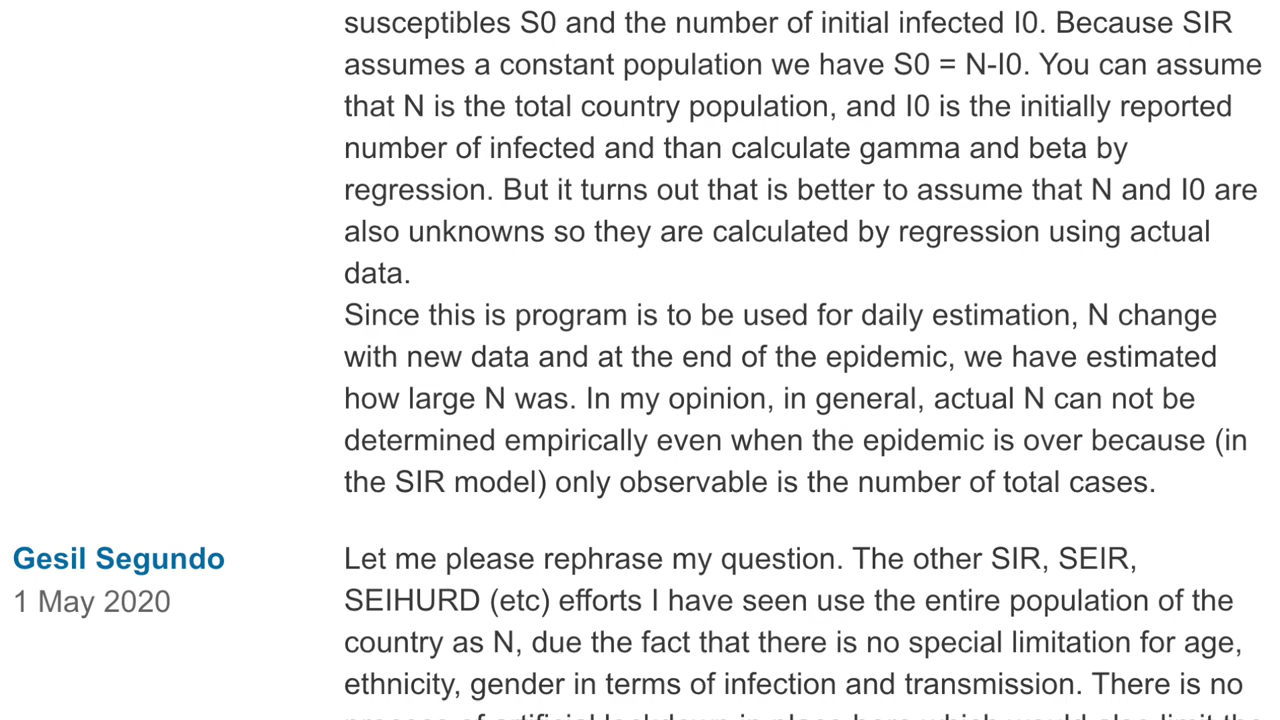 susceptibles S0 and the number of initial infected I0. Because SIR
assumes a constant population we have S0 = N-I0. You can assume
that N is the total country population, and I0 is the initially reported
number of infected and than calculate gamma and beta by
regression. But it turns out that is better to assume that N and I0 are
also unknowns so they are calculated by regression using actual
data.
Since this is program is to be used for daily estimation, N change
with new data and at the end of the epidemic, we have estimated
how large N was. In my opinion, in general, actual N can not be
determined empirically even when the epidemic is over because (in
the SIR model) only observable is the number of total cases.
Gesil Segundo
1 May 2020
Let me please rephrase my question. The other SIR, SEIR,
SEIHURD (etc) efforts I have seen use the entire population of the
country as N, due the fact that there is no special limitation for age,
ethnicity, gender in terms of infection and transmission. There is no